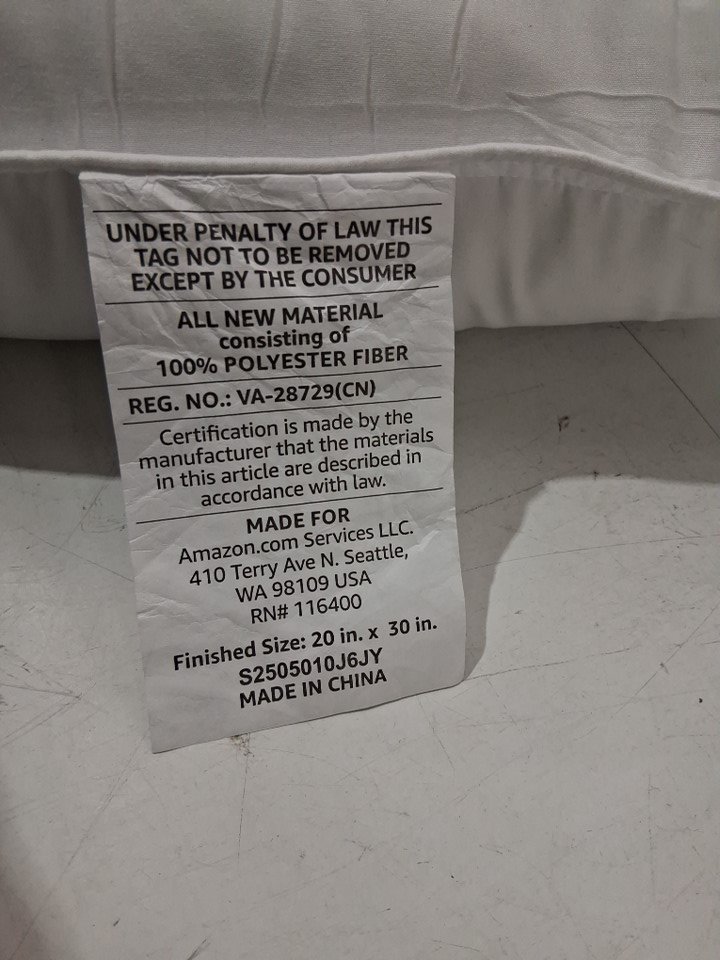 UNDER PENALTY OF LAW THIS
TAG NOT TO BE REMOVED
EXCEPT BY THE CONSUMER
ALL NEW MATERIAL
consisting of
100% POLYESTER FIBER
REG. NO.: VA-28729(CN)
Certification is made by the
manufacturer that the materials
in this article are described in
accordance with law.
MADE FOR
Amazon.com Services LLC.
410 Terry Ave N. Seattle,
WA 98109 USA
RN# 116400
Finished Size: 20 in. x 30 in.
S2505010J6JY
MADE IN CHINA